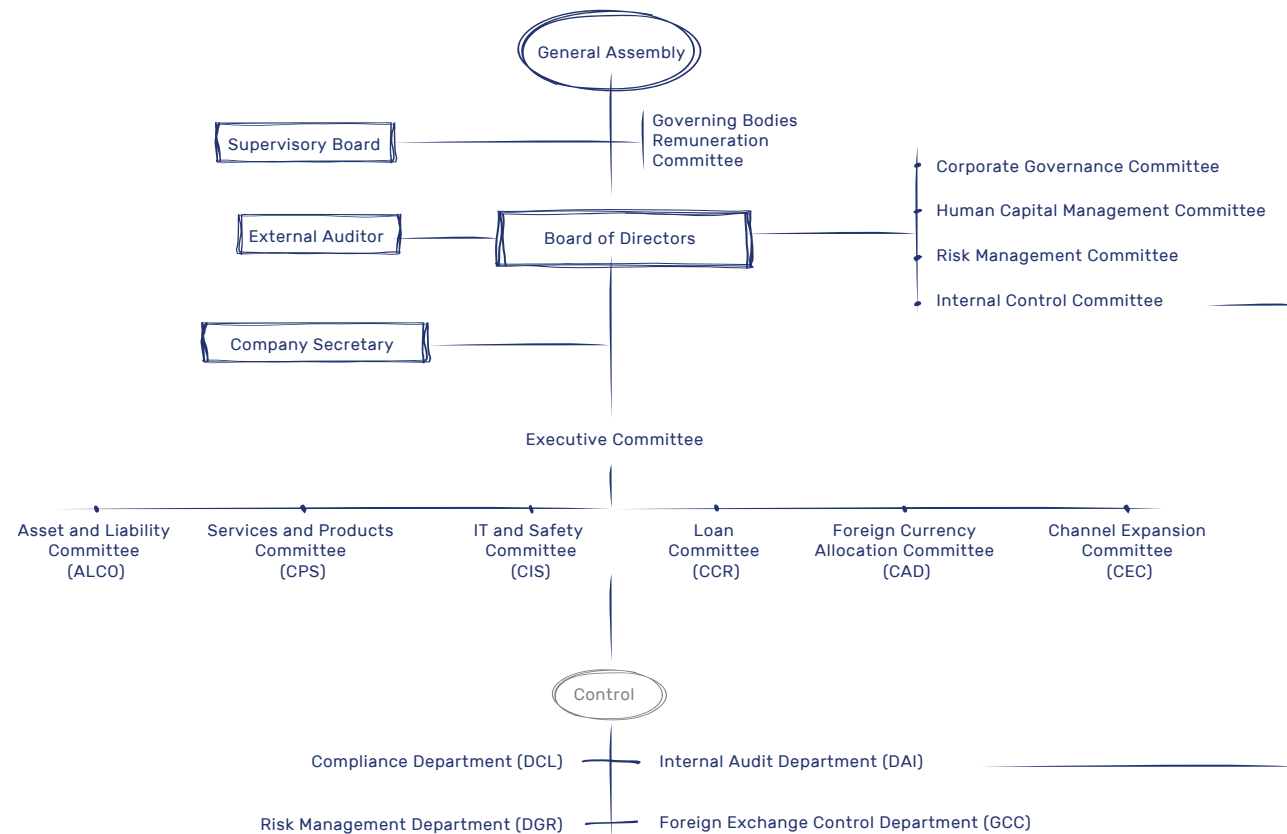 General Assembly
Governing Bodies
Remuneration
Committee
Supervisory Board
Corporate Governance Committee
Human Capital Management Committee
Risk Management Committee
Internal Control Committee
External Auditor
Board of Directors
Company Secretary
Executive Committee
Asset and Liability
Committee
(ALCO)
Services and Products
Committee
(CPS)
IT and Safety
Committee
(CIS)
Loan
Committee
(CCR)
Foreign Currency
Allocation Committee
(CAD)
Channel Expansion
Committee
(CEC)
Control
Compliance Department (DCL)
Internal Audit Department (DAI)
Risk Management Department (DGR)
Foreign Exchange Control Department (GCC)